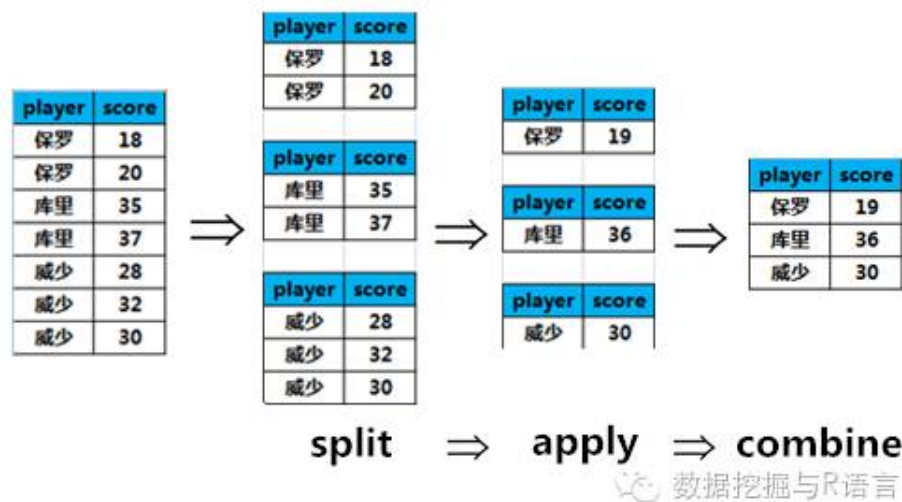 player score
保罗 18
保罗 20
库里 35
库里 37
威少 28
威少 32
威少 30
player score
保罗 18
保罗 20
player score
库里 35
库里 37
player score
威少 28
威少 32
威少 30
player score
保罗 19
player score
库里 36
player score
威少 30
player score
保罗 19
库里 36
威少 30
split ⇒ apply ⇒ combine
数据挖掘与R语言